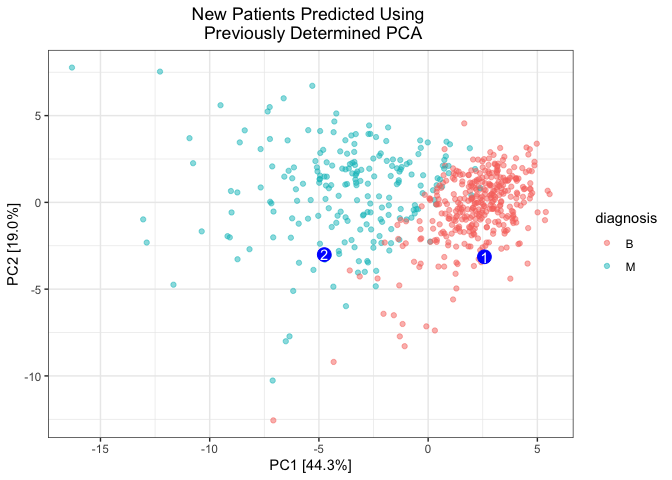 New Patients Predicted Using
Previously Determined PCA
5
0
-5
-10
PC2 [19.0%]
2
1
-15
-10
-5
0
5
PC1 [44.3%]
diagnosis
B
M